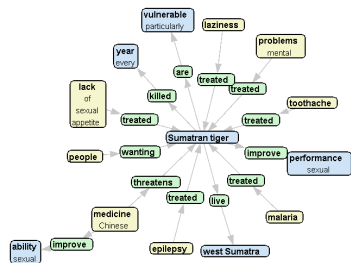 vulnerable
particularly
laziness
problems
mental
year
every
are
treated
treated
killed
lack
of
sexual
appetite
toothache
treated
treated
Sumatran tiger
people
wanting
improve
performance
sexual
threatens
treated
live
medicine
Chinese
treated
malaria
ability
sexual
improve
epilepsy
west Sumatra